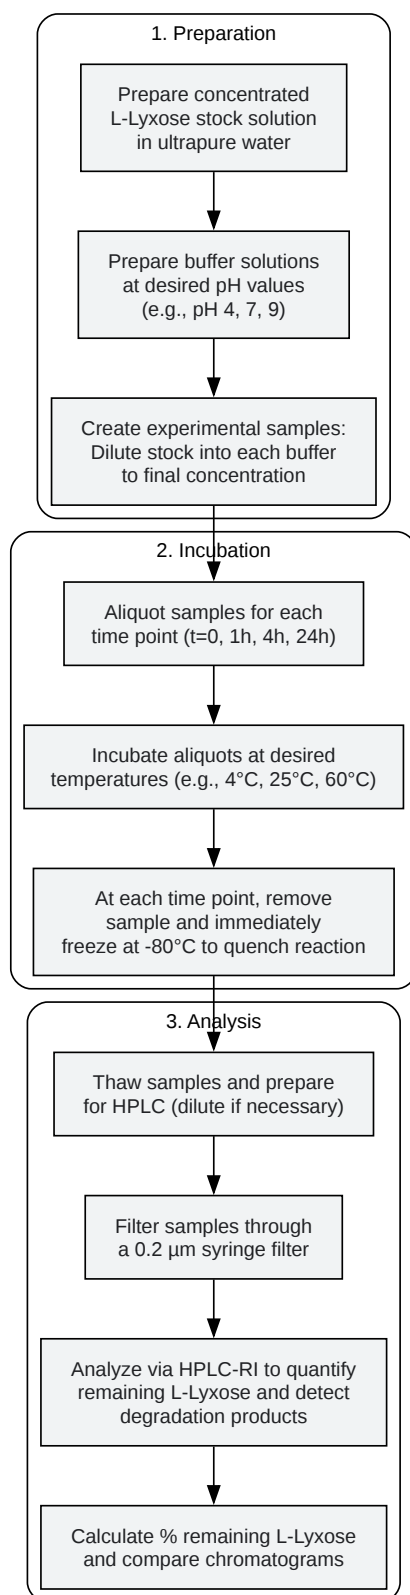 1. Preparation
Prepare concentrated
L-Lyxose stock solution
in ultrapure water
Prepare buffer solutions
at desired pH values
(e.g., pH 4, 7, 9)
Create experimental samples:
Dilute stock into each buffer
to final concentration
2. Incubation
Aliquot samples for each
time point (t=0, 1h, 4h, 24h)
Incubate aliquots at desired
temperatures (e.g., 4°C, 25°C, 60°C)
At each time point, remove
sample and immediately
freeze at -80°C to quench reaction
3. Analysis
Thaw samples and prepare
for HPLC (dilute if necessary)
Filter samples through
a 0.2 µm syringe filter
Analyze via HPLC-RI to quantify
remaining L-Lyxose and detect
degradation products
Calculate % remaining L-Lyxose
and compare chromatograms